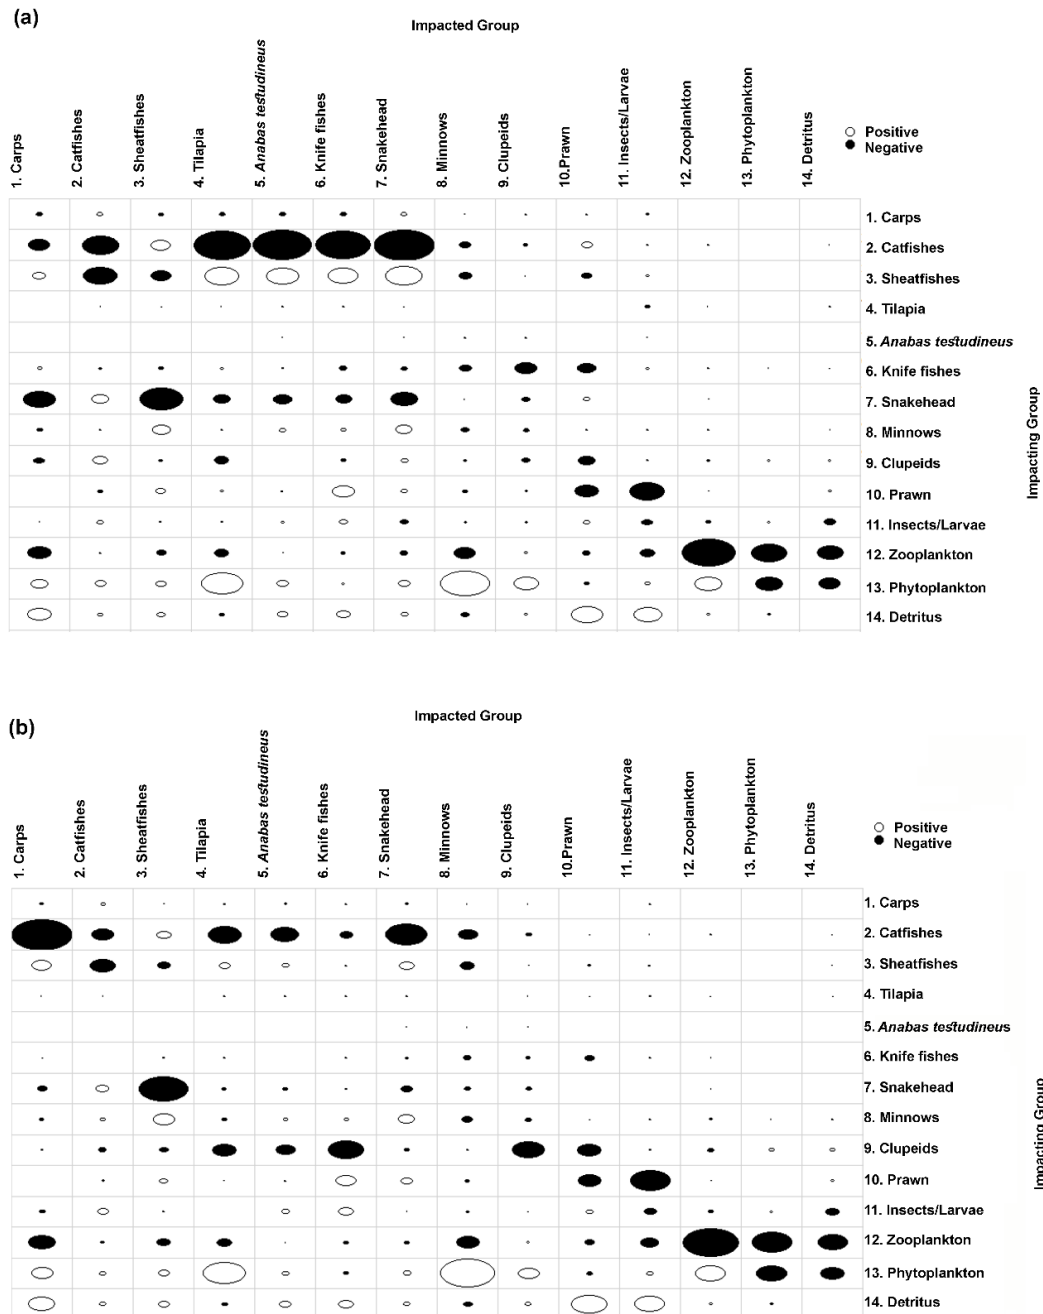 (a)
Impacted Group
1. Carps
2. Catfishes
3. Sheatfishes
4. Tilapia
5. Anabas testudineus
6. Knife fishes
7. Snakehead
8. Minnows
9. Clupeids
10.Prawn
11. Insects/Larvae
12. Zooplankton
13. Phytoplankton
14. Detritus
Positive
Negative
1. Carps
2. Catfishes
3. Sheatfishes
4. Tilapia
5. Anabas testudineus
6. Knife fishes
7. Snakehead
8. Minnows
9. Clupeids
10. Prawn
11. Insects/Larvae
12. Zooplankton
13. Phytoplankton
14. Detritus
Impacting Group
(b)
Impacted Group
1. Carps
2. Catfishes
3. Sheatfishes
4. Tilapia
5. Anabas testudineus
6. Knife fishes
7. Snakehead
8. Minnows
9. Clupeids
10.Prawn
11. Insects/Larvae
12. Zooplankton
13. Phytoplankton
14. Detritus
Positive
Negative
1. Carps
2. Catfishes
3. Sheatfishes
4. Tilapia
5. Anabas testudineus
6. Knife fishes
7. Snakehead
8. Minnows
9. Clupeids
10. Prawn
11. Insects/Larvae
12. Zooplankton
13. Phytoplankton
14. Detritus
Impacting Group